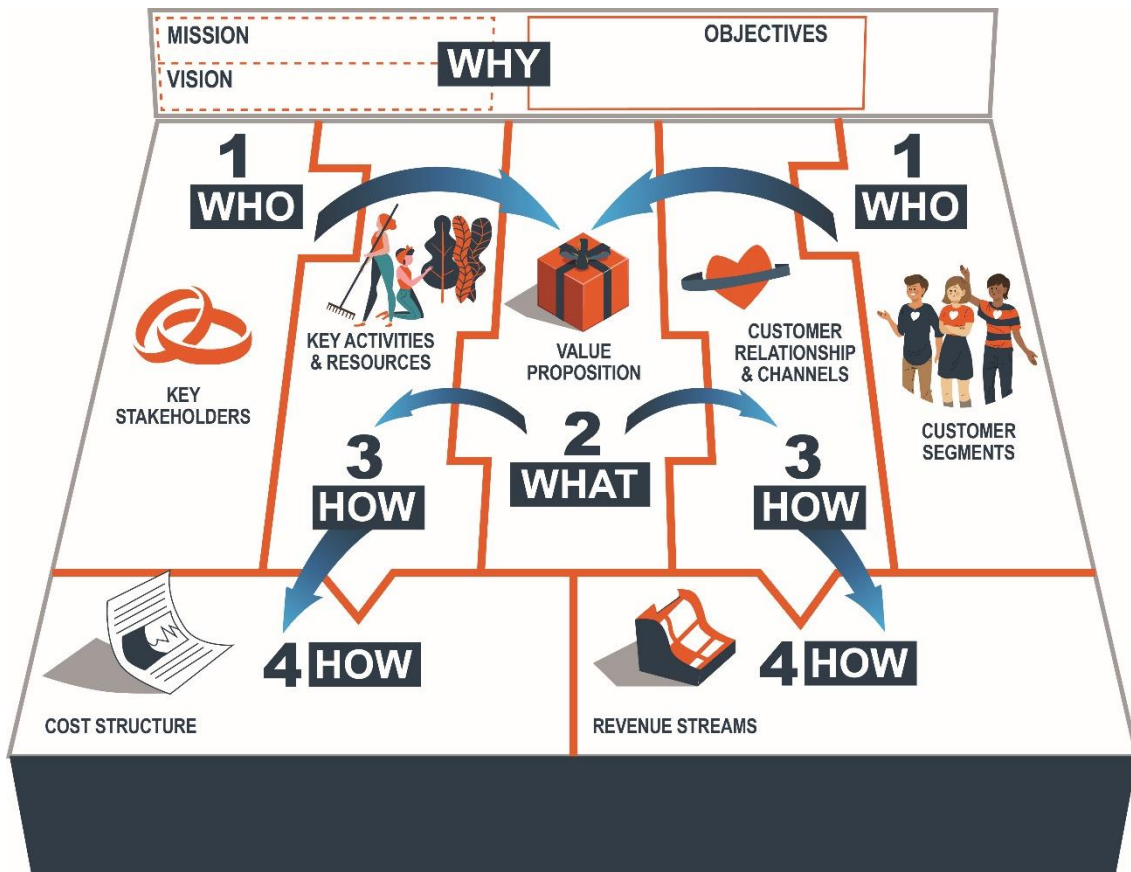 MISSION
VISION
WHY
OBJECTIVES
1
WHO
1
WHO
KEY
STAKEHOLDERS
KEY ACTIVITIES
& RESOURCES
VALUE
PROPOSITION
CUSTOMER
RELATIONSHIP
& CHANNELS
CUSTOMER
SEGMENTS
2
WHAT
3
HOW
3
HOW
4 HOW
COST STRUCTURE
4 HOW
REVENUE STREAMS